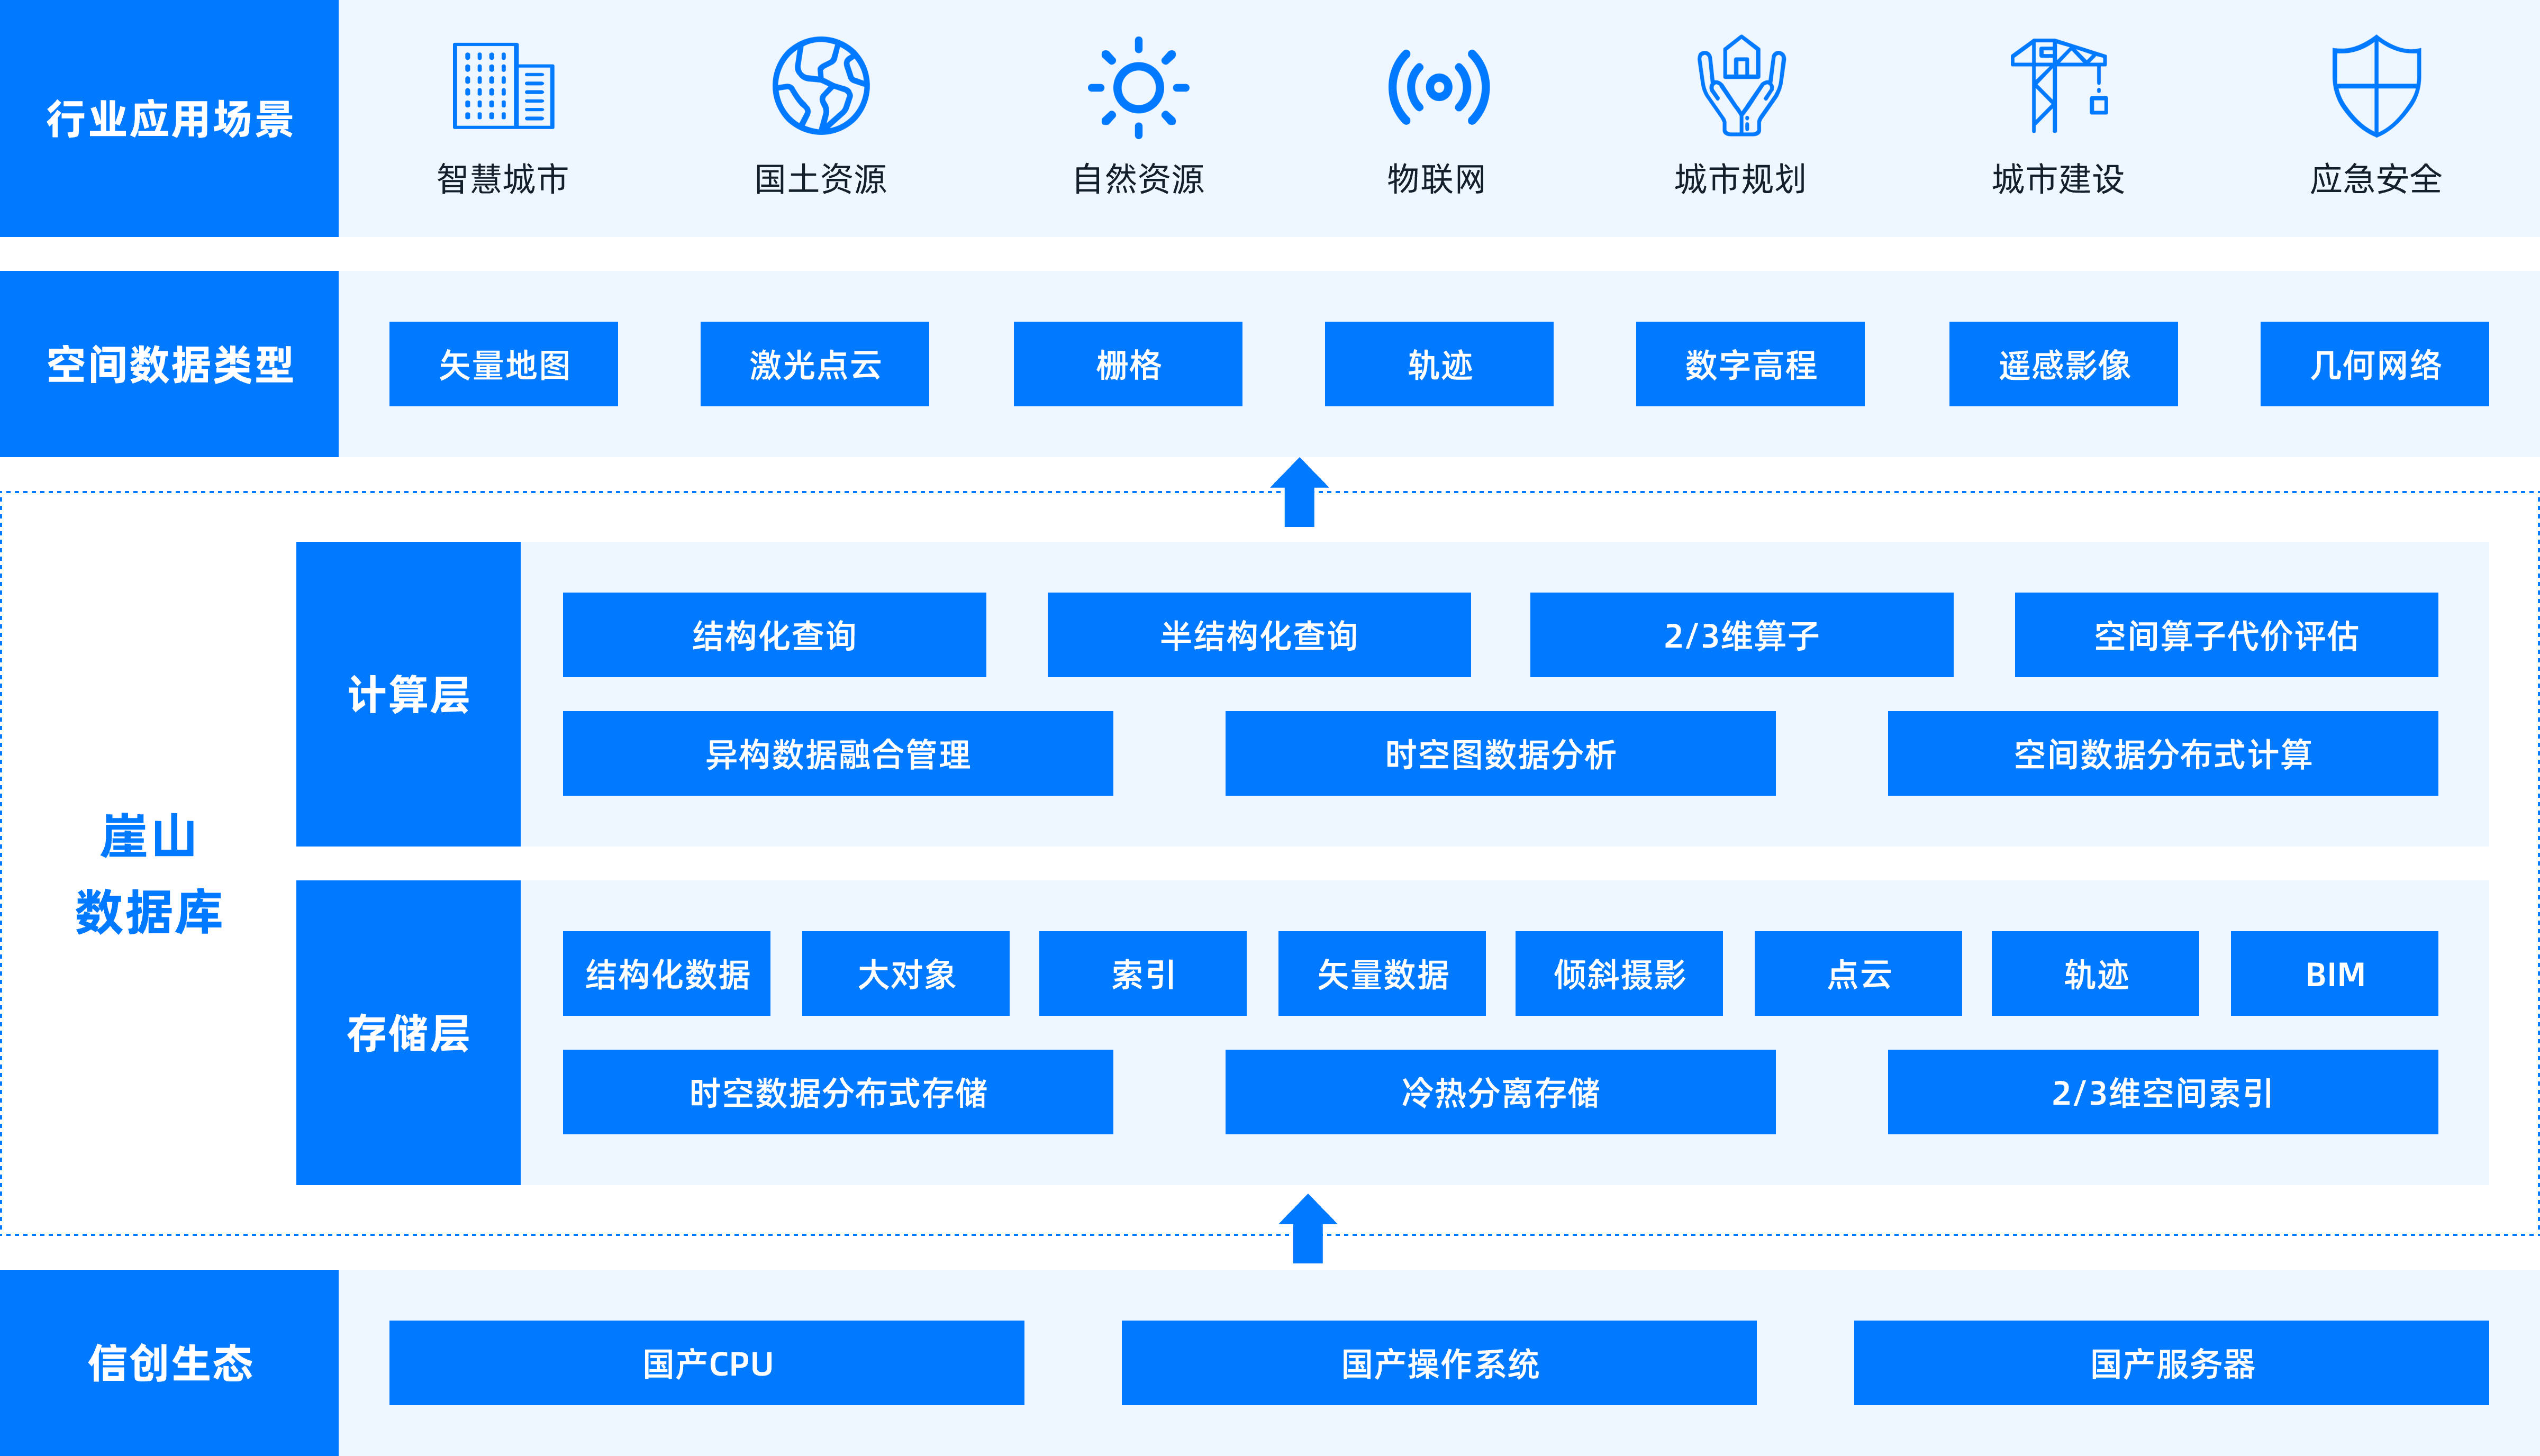 行业应用场景
智慧城市
国土资源
自然资源
物联网
城市规划
城市建设
应急安全
空间数据类型
矢量地图
激光点云
栅格
轨迹
数字高程
遥感影像
几何网络
崖山
数据库
计算层
结构化查询
半结构化查询
2/3维算子
空间算子代价评估
异构数据融合管理
时空图数据分析
空间数据分布式计算
存储层
结构化数据
大对象
索引
矢量数据
倾斜摄影
点云
轨迹
BIM
时空数据分布式存储
冷热分离存储
2/3维空间索引
信创生态
国产CPU
国产操作系统
国产服务器